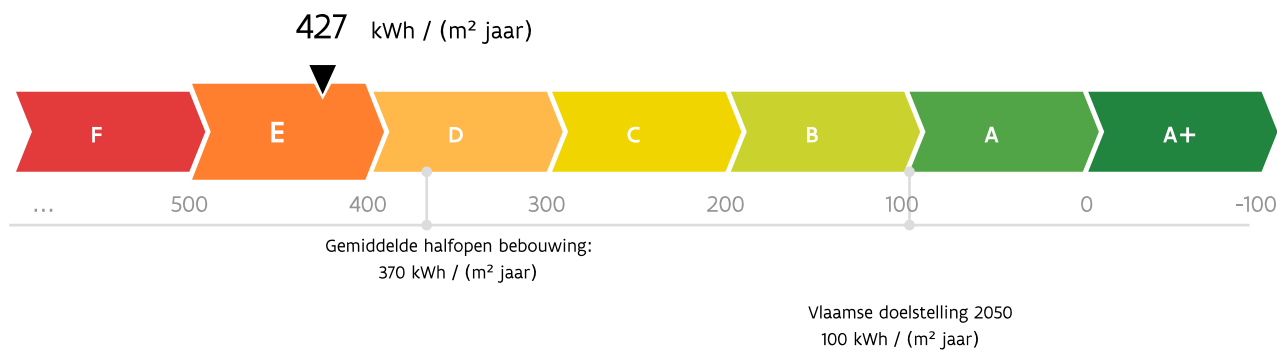 427 kWh / (m² jaar)
F E D C B A A+
... 500 400 300 200 100 0 -100
Gemiddelde halfopen bebouwing:
370 kWh / (m² jaar)
Vlaamse doelstelling 2050
100 kWh / (m² jaar)